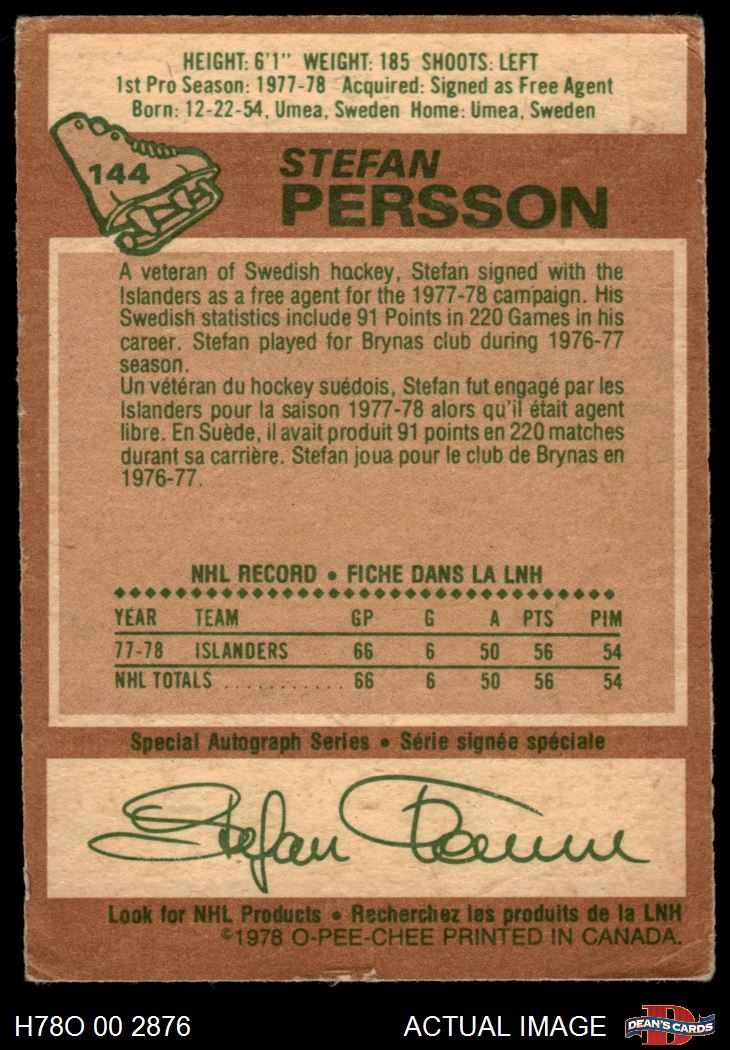 HEIGHT: 6'1" WEIGHT: 185 SHOOTS: LEFT
1st Pro Season: 1977-78 Acquired: Signed as Free Agent
Born: 12-22-54, Umea, Sweden Home: Umea, Sweden
144
STEFAN
PERSSON
A veteran of Swedish hockey, Stefan signed with the
Islanders as a free agent for the 1977-78 campaign. His
Swedish statistics include 91 Points in 220 Games in his
career. Stefan played for Brynas club during 1976-77
season.
Un vétéran du hockey suédois, Stefan fut engagé par les
Islanders pour la saison 1977-78 alors qu'il était agent
libre. En Suède, il avait produit 91 points en 220 matches
durant sa carrière. Stefan joua pour le club de Brynas en
1976-77.
NHL RECORD • FICHE DANS LA LNH
YEAR TEAM GP G A PTS PIM
77-78 ISLANDERS 66 6 50 56 54
NHL TOTALS ........... 66 6 50 56 54
Special Autograph Series • Série signée spéciale
Stefan Persson
Look for NHL Products • Recherchez les produits de la LNH
©1978 O-PEE-CHEE PRINTED IN CANADA.
H78O 00 2876 ACTUAL IMAGE D DEAN'S CARDS